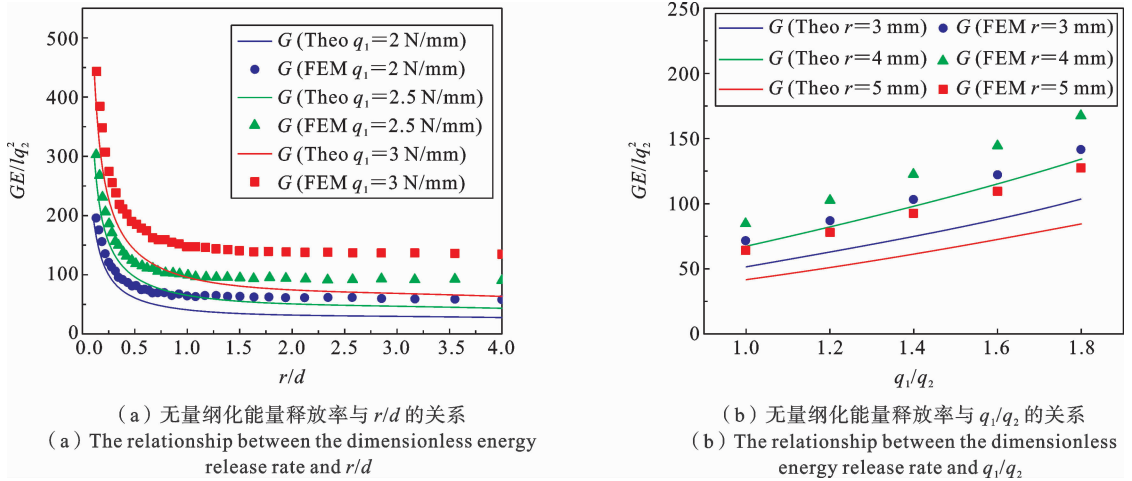 500
400
300
200
100
0
GE/lq₂²
G (Theo q₁=2 N/mm)
G (FEM q₁=2 N/mm)
G (Theo q₁=2.5 N/mm)
G (FEM q₁=2.5 N/mm)
G (Theo q₁=3 N/mm)
G (FEM q₁=3 N/mm)
0.0 0.5 1.0 1.5 2.0 2.5 3.0 3.5 4.0
r/d
(a)无量纲化能量释放率与 r/d 的关系
(a) The relationship between the dimensionless energy
release rate and r/d
250
200
150
100
50
0
GE/lq₂²
G (Theo r=3 mm) G (FEM r=3 mm)
G (Theo r=4 mm) G (FEM r=4 mm)
G (Theo r=5 mm) G (FEM r=5 mm)
1.0 1.2 1.4 1.6 1.8
q₁/q₂
(b)无量纲化能量释放率与 q₁/q₂ 的关系
(b) The relationship between the dimensionless
energy release rate and q₁/q₂